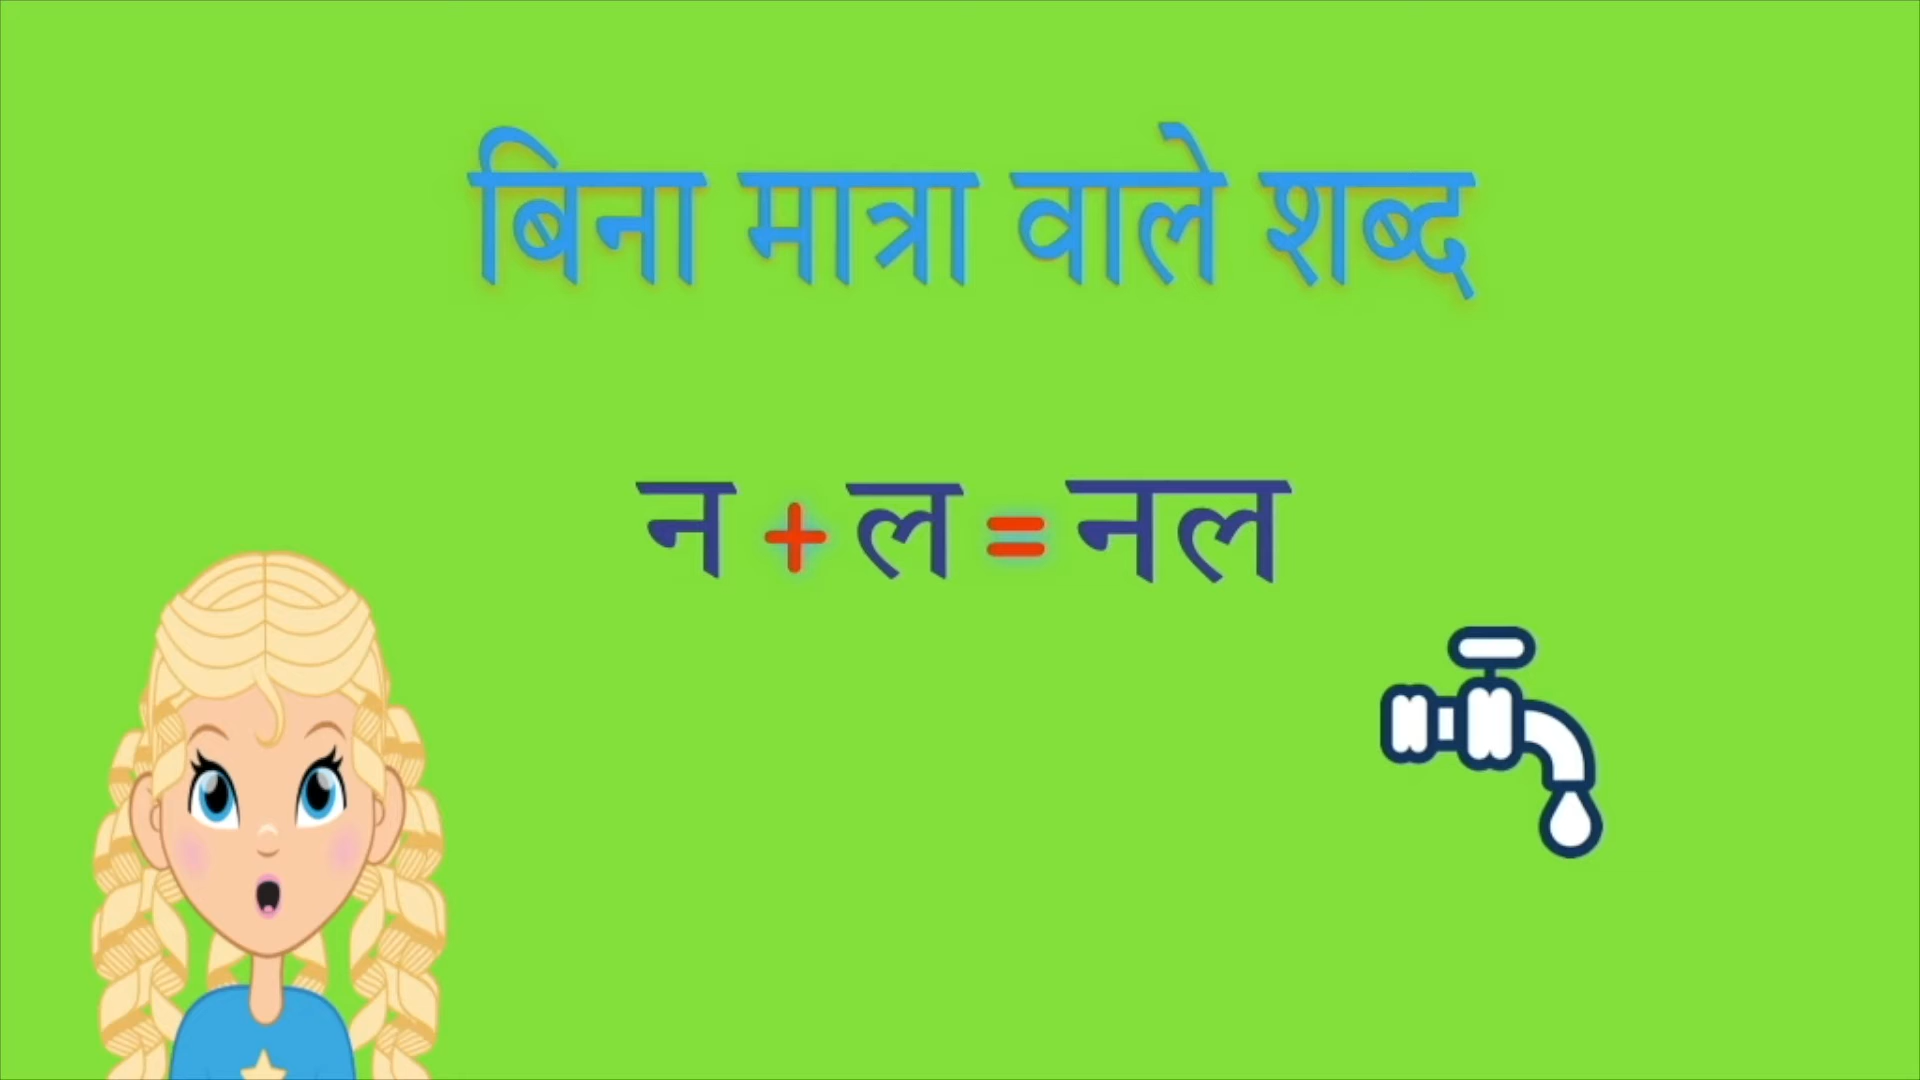 बिना मात्रा वाले शब्द
न + ल = नल